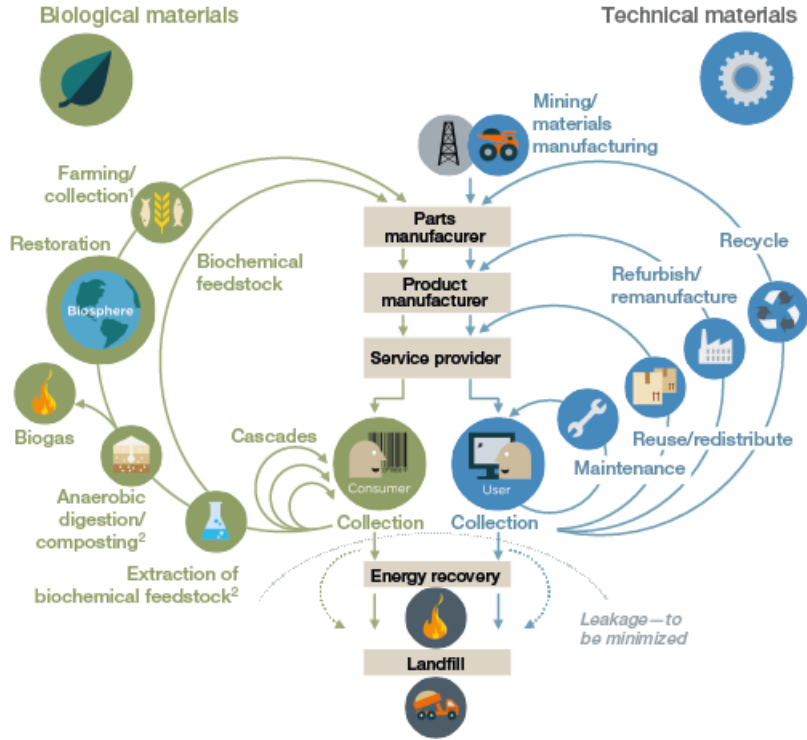 Biological materials
Technical materials
Mining/
materials
manufacturing
Farming/
collection¹
Parts
manufacurer
Restoration
Recycle
Biochemical
feedstock
Refurbish/
remanufacture
Product
manufacturer
Biosphere
Service provider
Biogas
Cascades
Reuse/redistribute
Maintenance
Consumer
User
Anaerobic
digestion/
composting²
Collection
Collection
Extraction of
biochemical feedstock²
Energy recovery
Leakage—to
be minimized
Landfill